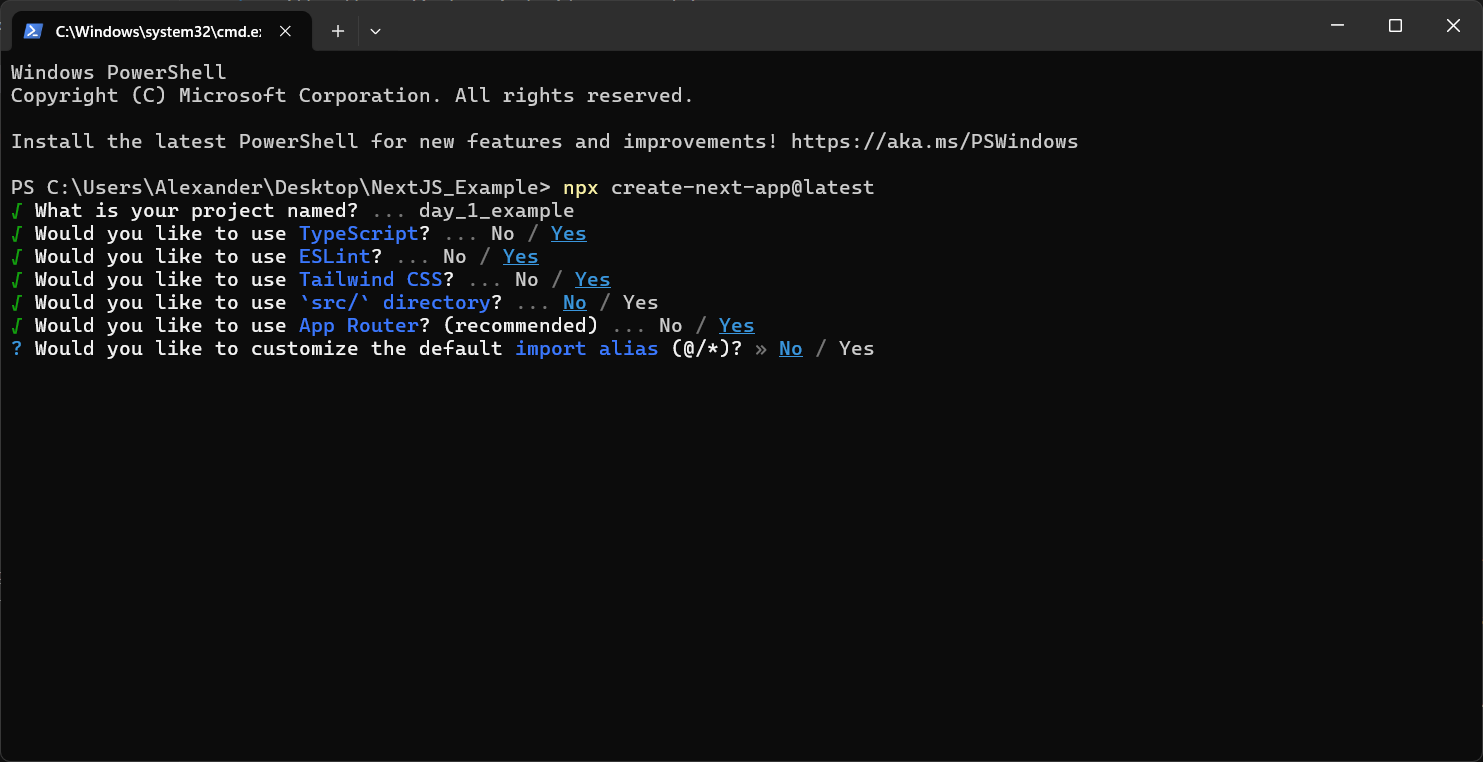 C:\Windows\system32\cmd.e
Windows PowerShell
Copyright (C) Microsoft Corporation. All rights reserved.
Install the latest PowerShell for new features and improvements! https://aka.ms/PSWindows
PS C:\Users\Alexander\Desktop\NextJS_Example> npx create-next-app@latest
√ What is your project named? ... day_1_example
√ Would you like to use TypeScript? ... No / Yes
√ Would you like to use ESLint? ... No / Yes
√ Would you like to use Tailwind CSS? ... No / Yes
√ Would you like to use `src/` directory? ... No / Yes
√ Would you like to use App Router? (recommended) ... No / Yes
? Would you like to customize the default import alias (@/*)? » No / Yes